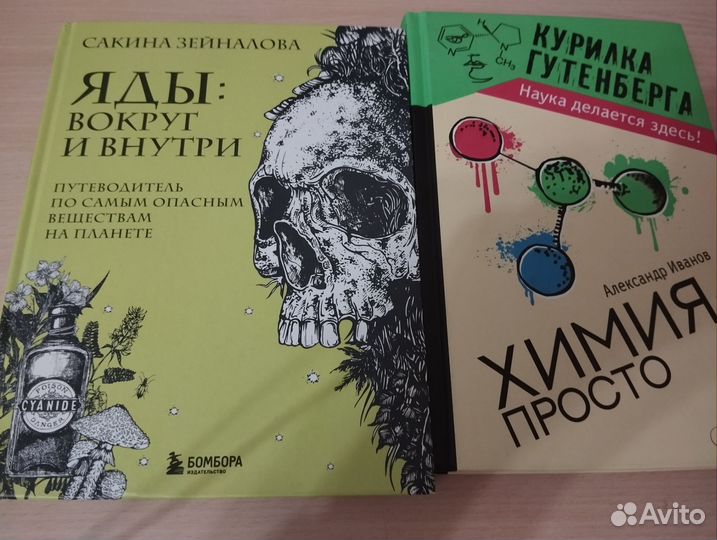 САКИНА ЗЕЙНАЛОВА
ЯДЫ:
ВОКРУГ
И ВНУТРИ
ПУТЕВОДИТЕЛЬ
ПО САМЫМ ОПАСНЫМ
ВЕЩЕСТВАМ
НА ПЛАНЕТЕ
POISON
CYANIDE
DANGER
БОМБОРА
ИЗДАТЕЛЬСТВО
N
H
N
CH3
КУРИЛКА
ГУТЕНБЕРГА
Наука делается здесь!
Александр Иванов
ХИМИЯ
ПРОСТО
Avito